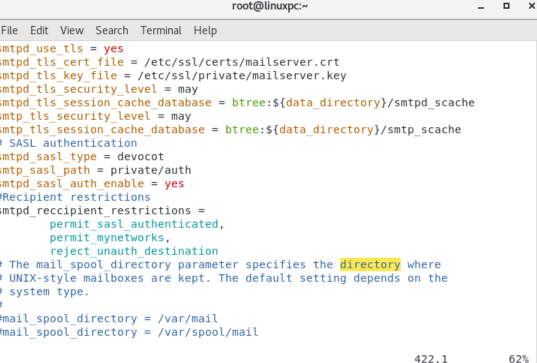 root@linuxpc:~
File Edit View Search Terminal Help
smtpd_use_tls = yes
smtpd_tls_cert_file = /etc/ssl/certs/mailserver.crt
smtpd_tls_key_file = /etc/ssl/private/mailserver.key
smtpd_tls_security_level = may
smtpd_tls_session_cache_database = btree:${data_directory}/smtpd_scache
smtp_tls_security_level = may
smtp_tls_session_cache_database = btree:${data_directory}/smtp_scache
# SASL authentication
smtpd_sasl_type = devocot
smtp_sasl_path = private/auth
smtpd_sasl_auth_enable = yes
#Recipient restrictions
smtpd_reccipient_restrictions =
permit_sasl_authenticated,
permit_mynetworks,
reject_unauth_destination
# The mail_spool_directory parameter specifies the directory where
# UNIX-style mailboxes are kept. The default setting depends on the
# system type.
#
#mail_spool_directory = /var/mail
#mail_spool_directory = /var/spool/mail
422,1 62%